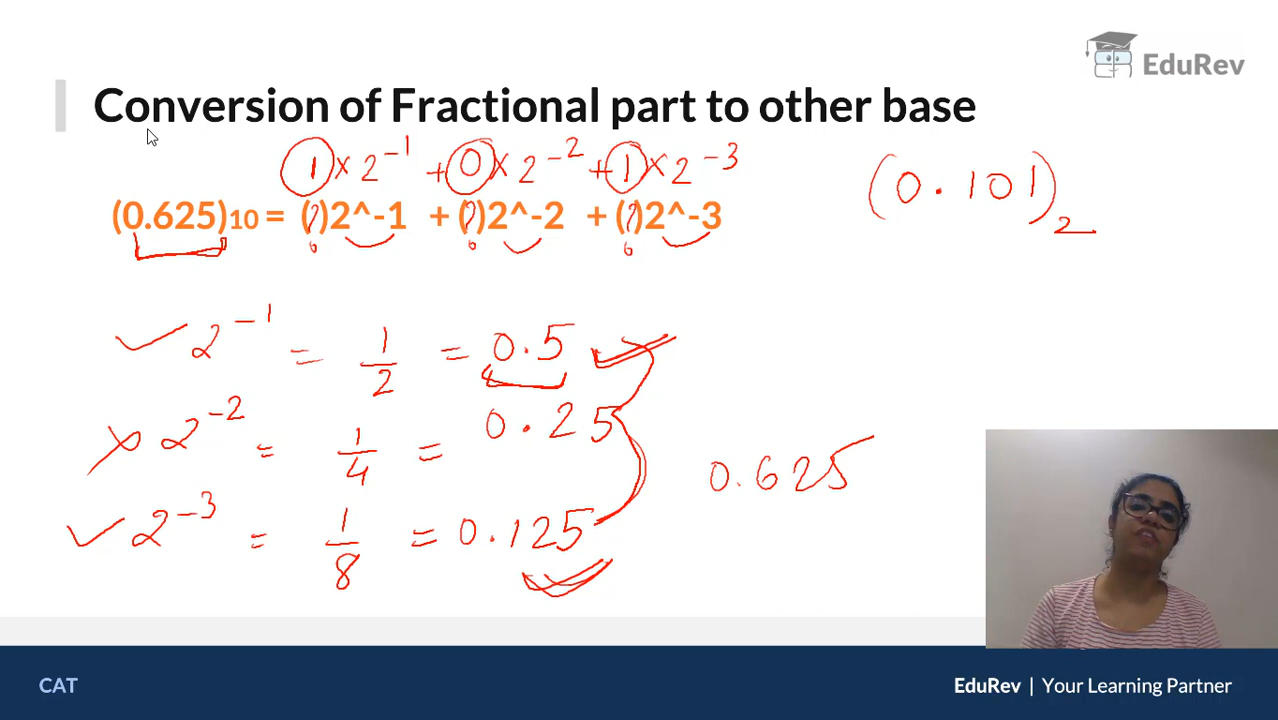 EduRev
Conversion of Fractional part to other base
1 × 2^-1 + 0 × 2^-2 + 1 × 2^-3
(0.101)2
(0.625)10 = (?)2^-1 + (?)2^-2 + (?)2^-3
2^-1 = 1/2 = 0.5
2^-2 = 1/4 = 0.25
0.625
2^-3 = 1/8 = 0.125
CAT
EduRev | Your Learning Partner